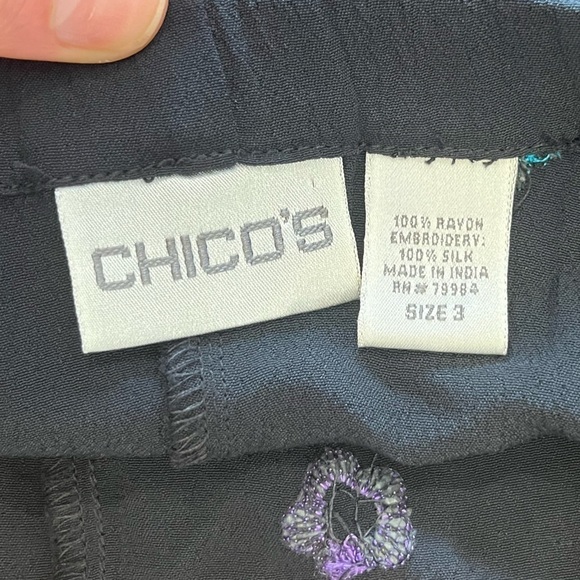 CHICO'S
100% RAYON
EMBROIDERY:
100% SILK
MADE IN INDIA
RN# 79984
SIZE 3